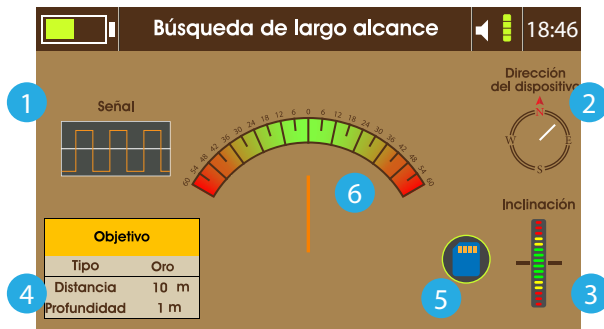 Búsqueda de largo alcance
18:46
1
Señal
60 54 48 42 36 30 24 18 12 6 0 6 12 18 24 30 36 42 48 54 60
6
Dirección
del dispositivo
2
N
W E
S
Inclinación
3
Objetivo
Tipo Oro
Distancia 10 m
Profundidad 1 m
4
5